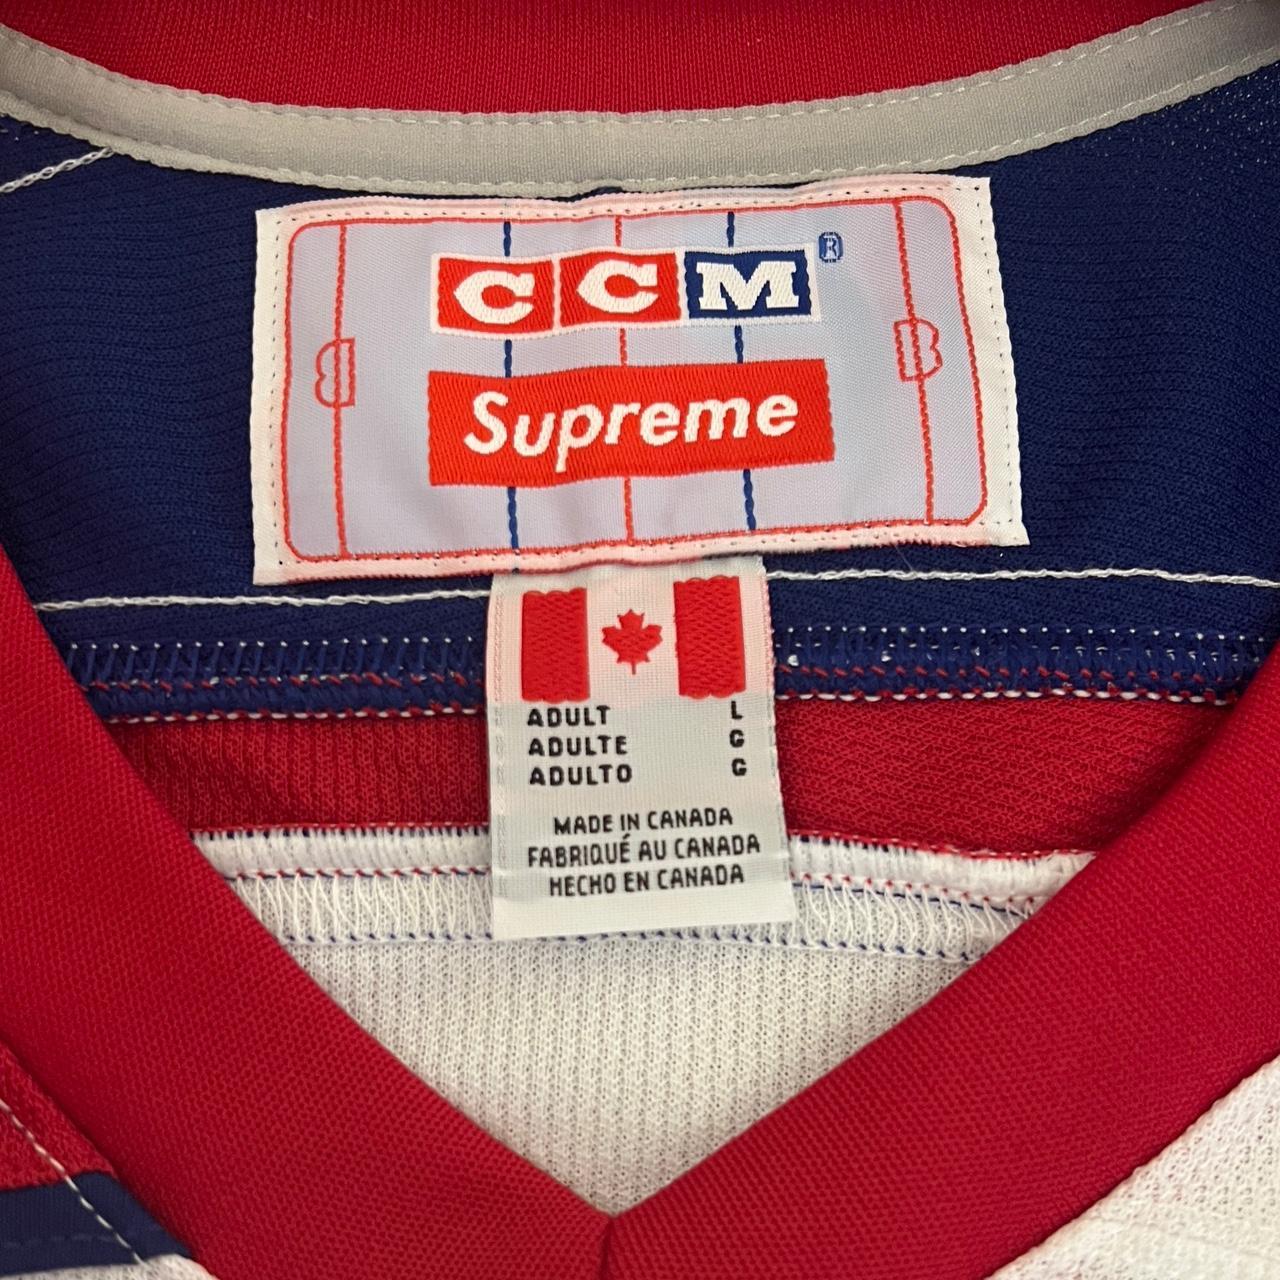 CCM®
Supreme
ADULT L
ADULTE G
ADULTO G
MADE IN CANADA
FABRIQUÉ AU CANADA
HECHO EN CANADA